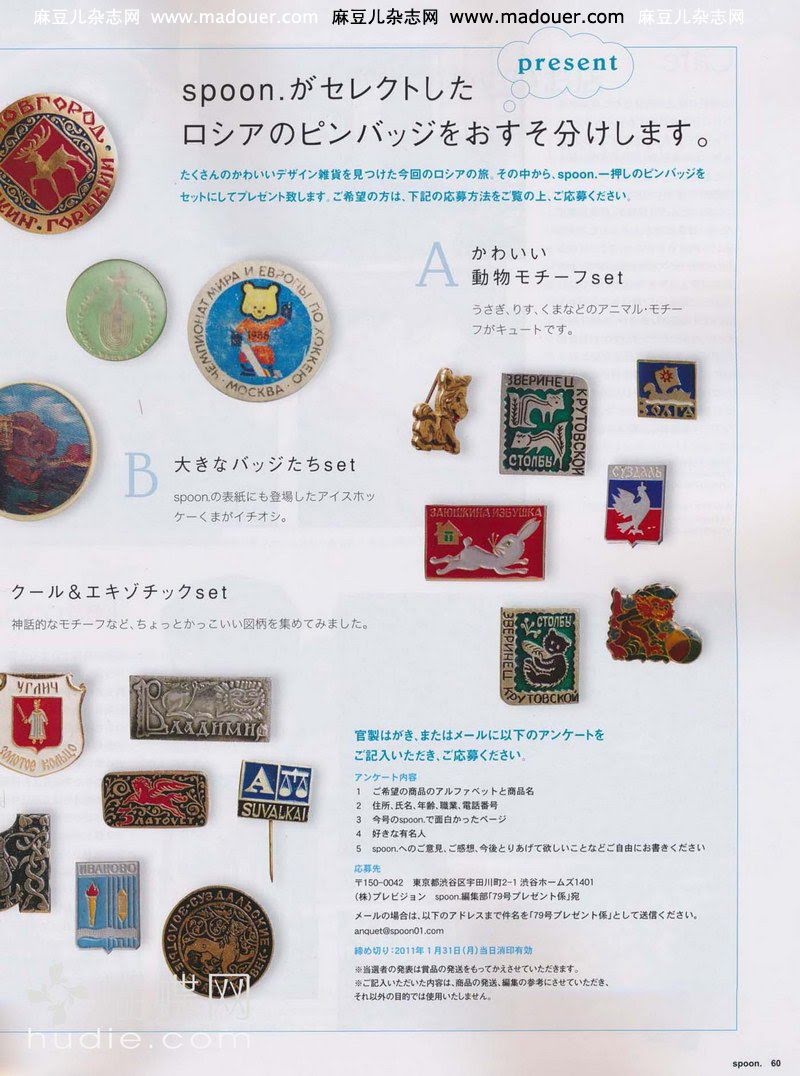 麻豆儿杂志网 www.madouer.com 麻豆儿杂志网 www.madouer.com 麻豆儿杂志网
present
spoon.がセレクトした
ロシアのピンバッジをおすそ分けします。
たくさんのかわいいデザイン雑貨を見つけた今回のロシアの旅。その中から、spoon.一押しのピンバッジを
セットにしてプレゼント致します。ご希望の方は、下記の応募方法をご覧の上、ご応募ください。
ОВГОРОД
ГОРЬКИЙ
ЧЕМПИОНАТ МИРА И ЕВРОПЫ ПО ХОККЕЮ
1986
МОСКВА
A かわいい
動物モチーフset
うさぎ、りす、くまなどのアニマル・モチー
フがキュートです。
ЗВЕРИНЕЦ
КРУТОВСКОЙ
СТОЛБЫ
ВОЛГА
СУЗДАЛЬ
ЗАЮШКИНА ИЗБУШКА
СТОЛБЫ
ЗВЕРИНЕЦ
КРУТОВСКОЙ
B 大きなバッジたちset
spoon.の表紙にも登場したアイスホッ
ケーくまがイチオシ。
クール＆エキゾチックset
神話的なモチーフなど、ちょっとかっこいい図柄を集めてみました。
УГЛИЧ
ЗОЛОТОЕ КОЛЬЦО
ВЛАДИМИР
ЗЛАТОУСТ
A
SUVALKAI
ИВАНОВО
СУЗДАЛЬСКИЕ
官製はがき、またはメールに以下のアンケートを
ご記入いただき、ご応募ください。
アンケート内容
1 ご希望の商品のアルファベットと商品名
2 住所、氏名、年齢、職業、電話番号
3 今号のspoon.で面白かったページ
4 好きな有名人
5 spoon.へのご意見、ご感想、今後とりあげて欲しいことなどご自由にお書きください
応募先
〒150-0042 東京都渋谷区宇田川町2-1 渋谷ホームズ1401
（株）プレビジョン spoon.編集部「79号プレゼント係」宛
メールの場合は、以下のアドレスまで件名を「79号プレゼント係」として送信ください。
anquet@spoon01.com
締め切り：2011年1月31日（月）当日消印有効
※当選者の発表は賞品の発送をもってかえさせていただきます。
※ご記入いただいた内容は、商品の発送、編集の参考にさせていただき、
それ以外の目的では使用いたしません。
hudie.com
spoon. 60